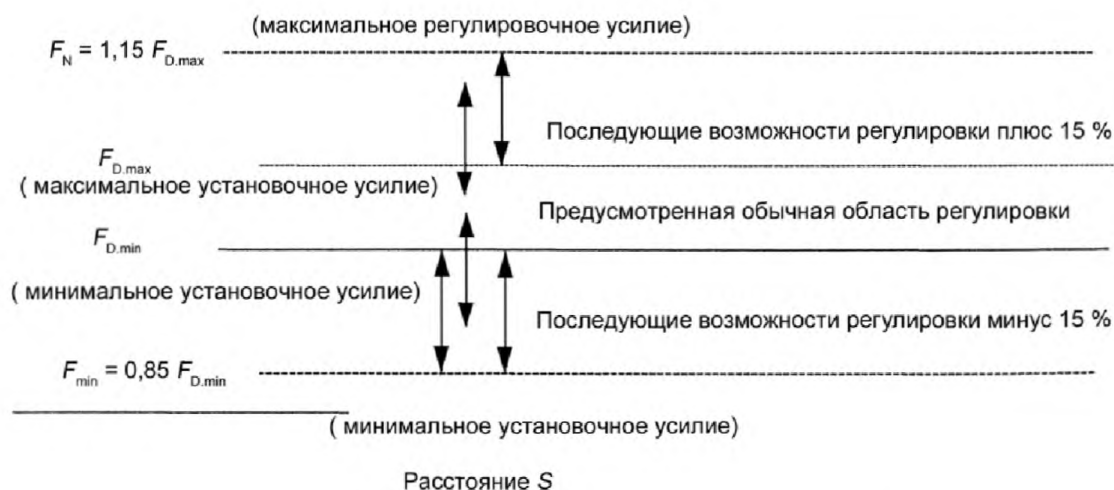 (максимальное регулировочное усилие)
F_N = 1,15 F_D.max
Последующие возможности регулировки плюс 15 %
F_D.max
( максимальное установочное усилие)
Предусмотренная обычная область регулировки
F_D.min
( минимальное установочное усилие)
Последующие возможности регулировки минус 15 %
F_min = 0,85 F_D.min
( минимальное установочное усилие)
Расстояние S